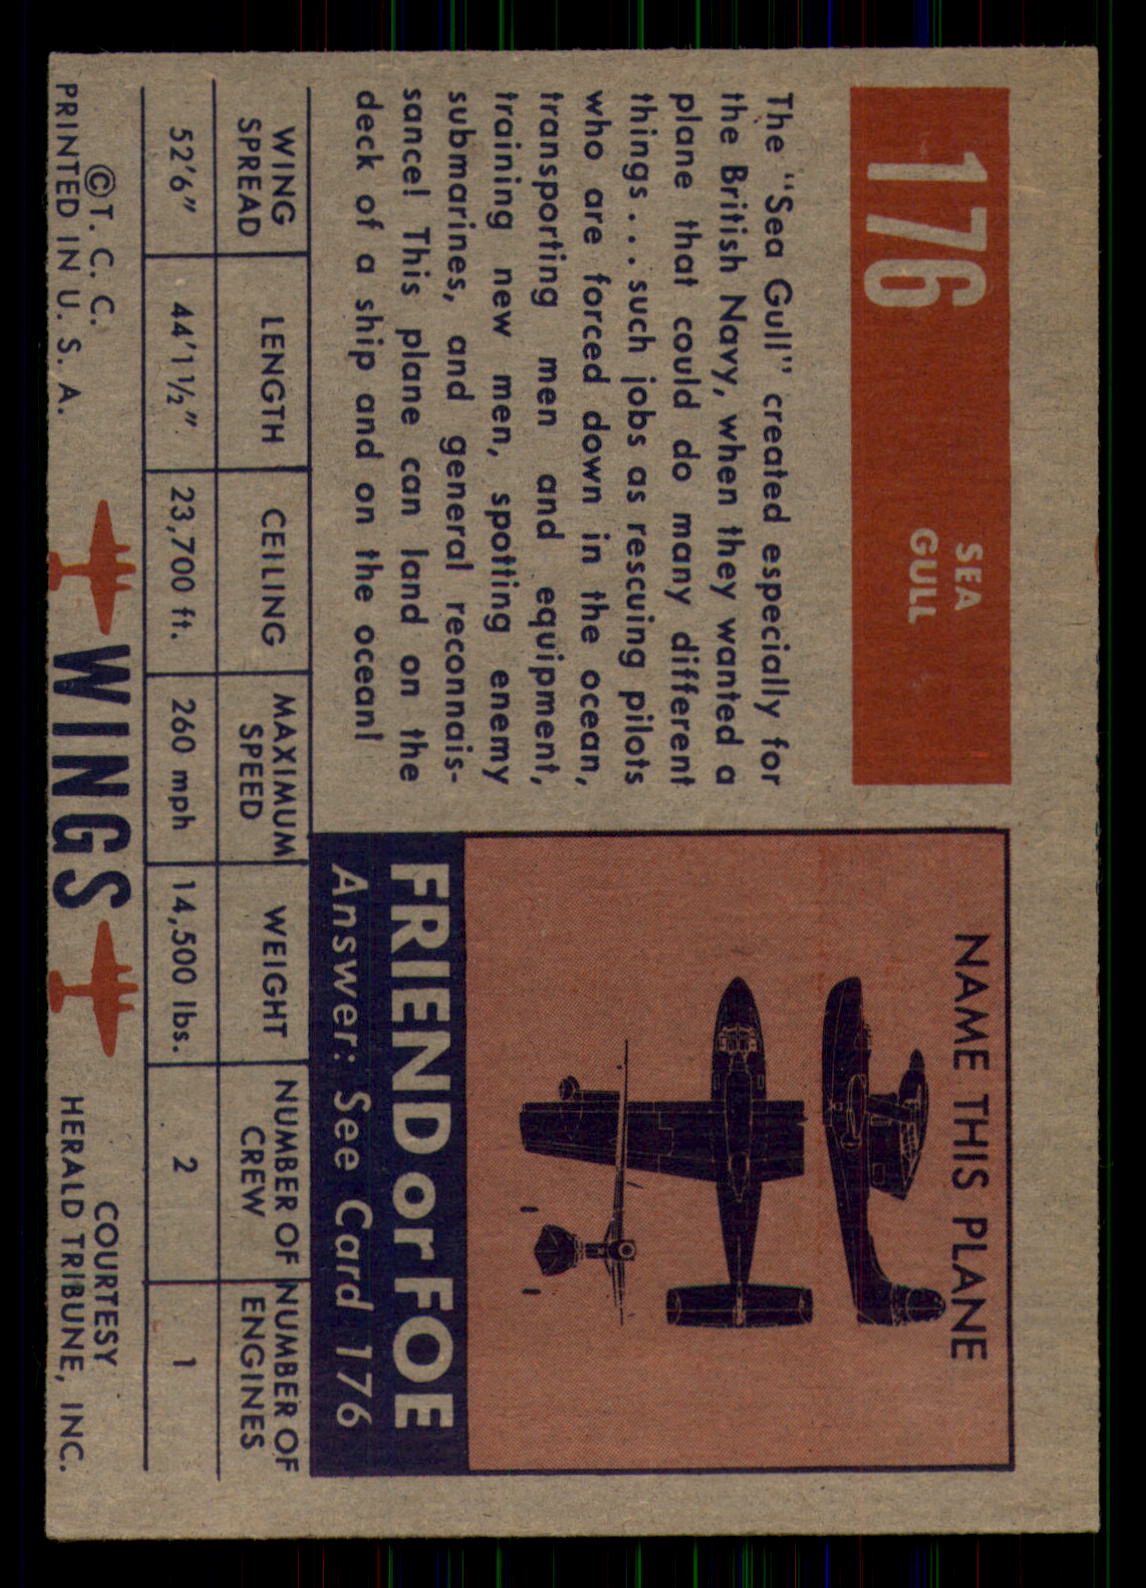 176
SEA
GULL
The "Sea Gull" created especially for
the British Navy, when they wanted a
plane that could do many different
things . . . such jobs as rescuing pilots
who are forced down in the ocean,
transporting men and equipment,
training new men, spotting enemy
submarines, and general reconnais-
sance! This plane can land on the
deck of a ship and on the ocean!
NAME THIS PLANE
FRIEND or FOE
Answer: See Card 176
WING SPREAD LENGTH CEILING MAXIMUM SPEED WEIGHT NUMBER OF CREW NUMBER OF ENGINES
52'6" 44'1½". 23,700 ft. 260 mph 14,500 lbs. 2 1
©T. C. C.
PRINTED IN U. S. A.
WINGS
COURTESY
HERALD TRIBUNE, INC.